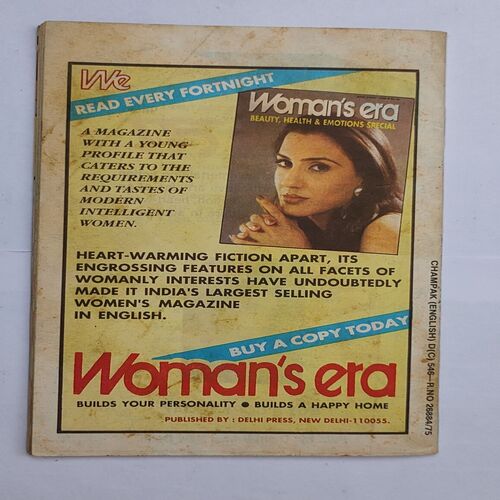 We
READ EVERY FORTNIGHT
Woman's era
BEAUTY, HEALTH & EMOTIONS SPECIAL
A MAGAZINE
WITH A YOUNG
PROFILE THAT
CATERS TO THE
REQUIREMENTS
AND TASTES OF
MODERN
INTELLIGENT
WOMEN.
HEART-WARMING FICTION APART, ITS
ENGROSSING FEATURES ON ALL FACETS OF
WOMANLY INTERESTS HAVE UNDOUBTEDLY
MADE IT INDIA'S LARGEST SELLING
WOMEN'S MAGAZINE
IN ENGLISH.
BUY A COPY TODAY
Woman's era
BUILDS YOUR PERSONALITY ● BUILDS A HAPPY HOME
PUBLISHED BY : DELHI PRESS, NEW DELHI-110055.
CHAMPAK (ENGLISH) D(C) 546—R.NO 26884/75